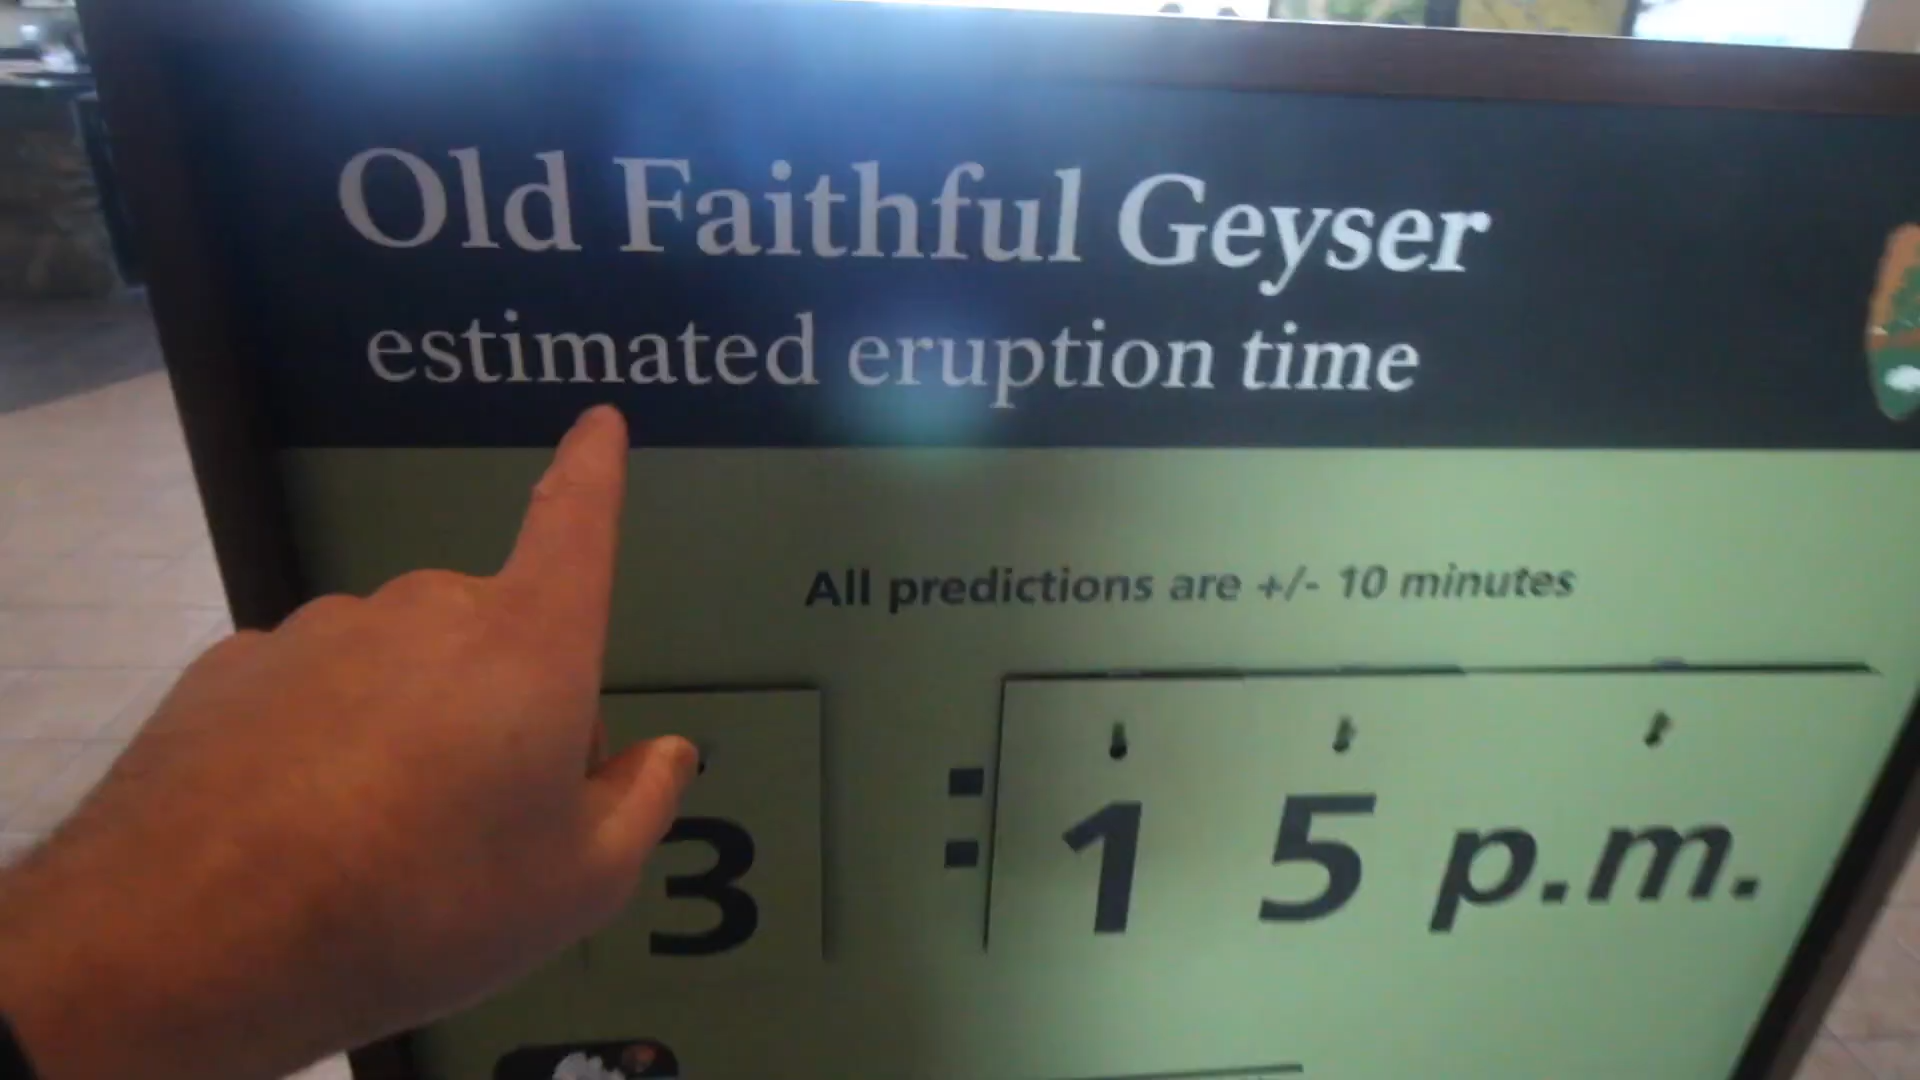 Old Faithful Geyser
estimated eruption time
All predictions are +/- 10 minutes
3 : 15 p.m.